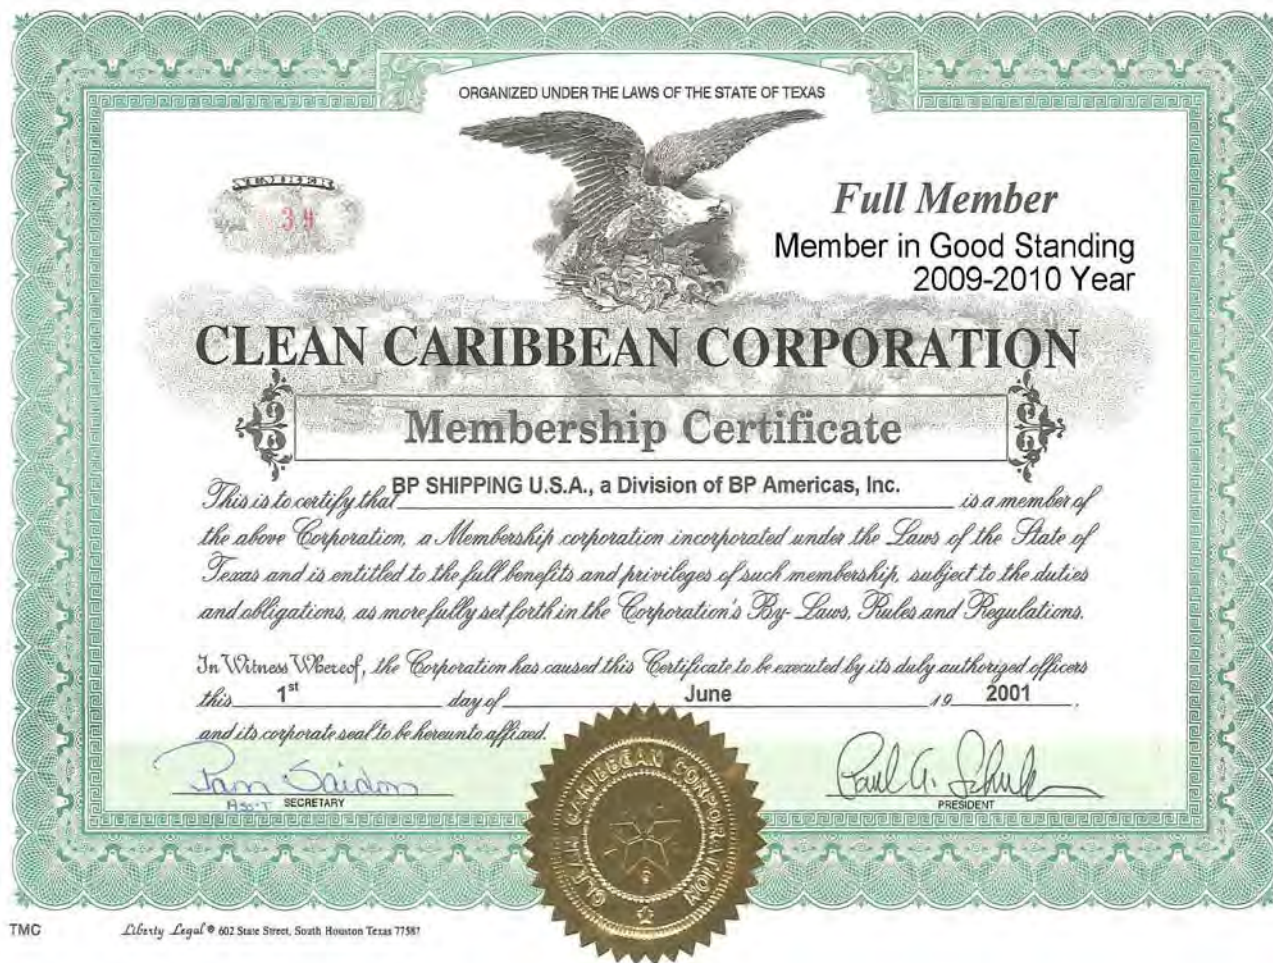 ORGANIZED UNDER THE LAWS OF THE STATE OF TEXAS
NUMBER
39
Full Member
Member in Good Standing
2009-2010 Year
CLEAN CARIBBEAN CORPORATION
Membership Certificate
This is to certify that BP SHIPPING U.S.A., a Division of BP Americas, Inc. is a member of
the above Corporation, a Membership corporation incorporated under the Laws of the State of
Texas and is entitled to the full benefits and privileges of such membership, subject to the duties
and obligations, as more fully set forth in the Corporation's By-Laws, Rules and Regulations.
In Witness Whereof, the Corporation has caused this Certificate to be executed by its duly authorized officers
this 1st day of June 19 2001.
and its corporate seal to be hereunto affixed.
Pam Saidon
Ass't SECRETARY
Paul A.
PRESIDENT
CLEAN CARIBBEAN CORPORATION
TMC
Liberty Legal ® 602 State Street, South Houston Texas 77587